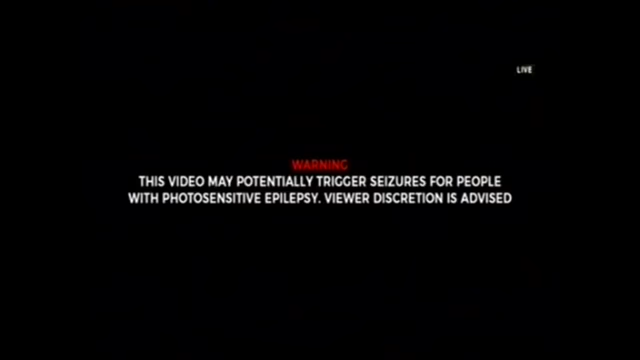 LIVE
WARNING
THIS VIDEO MAY POTENTIALLY TRIGGER SEIZURES FOR PEOPLE
WITH PHOTOSENSITIVE EPILEPSY. VIEWER DISCRETION IS ADVISED